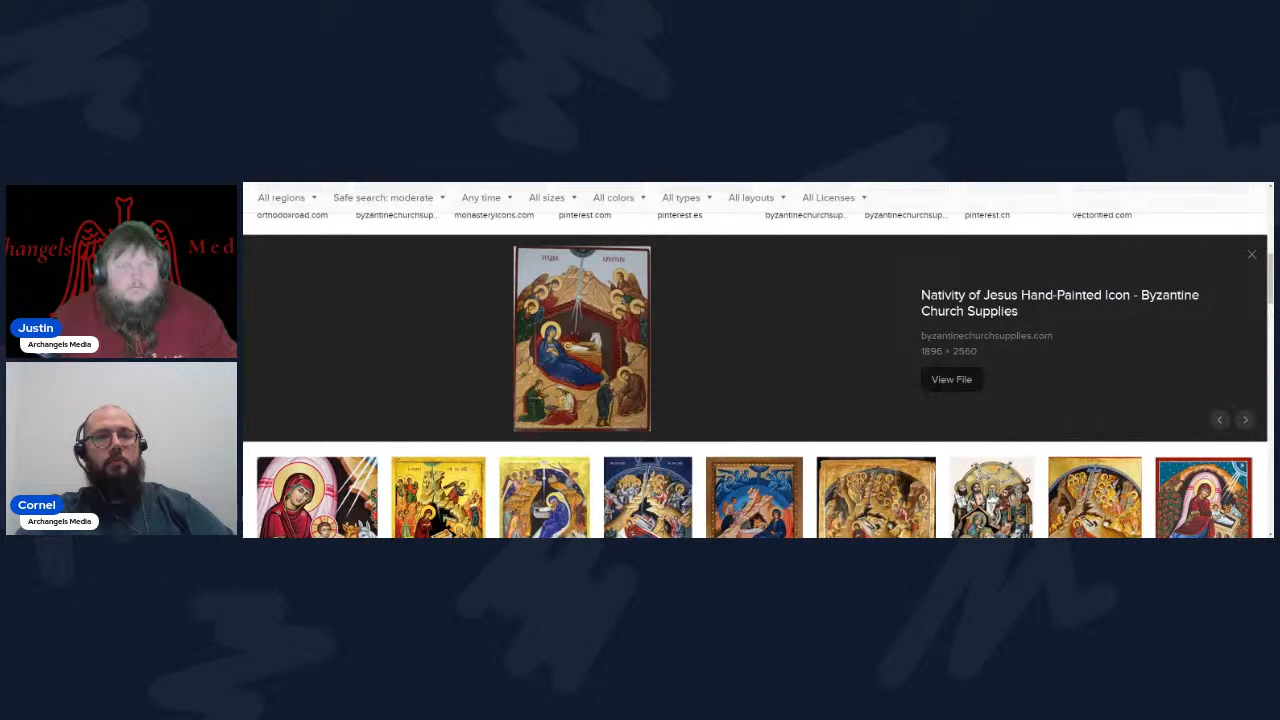 All regions Safe search: moderate Any time All sizes All colors All types All layouts All Licenses
orthodoxroad.com byzantinechurchsup... monasteryicons.com pinterest.com pinterest.es byzantinechurchsup... byzantinechurchsup... pinterest.ch vectorified.com
hangels Med
Justin
Archangels Media
Cornel
Archangels Media
Nativity of Jesus Hand-Painted Icon - Byzantine
Church Supplies
byzantinechurchsupplies.com
1896 × 2560
View File